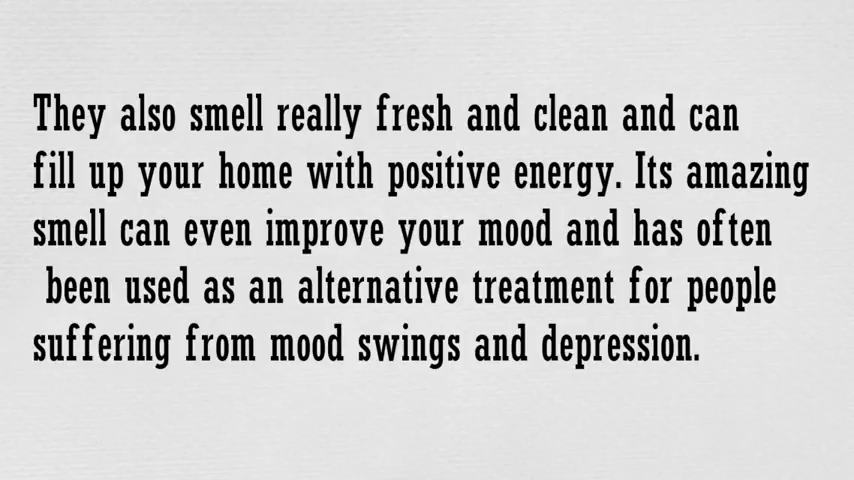 They also smell really fresh and clean and can
fill up your home with positive energy. Its amazing
smell can even improve your mood and has often
been used as an alternative treatment for people
suffering from mood swings and depression.